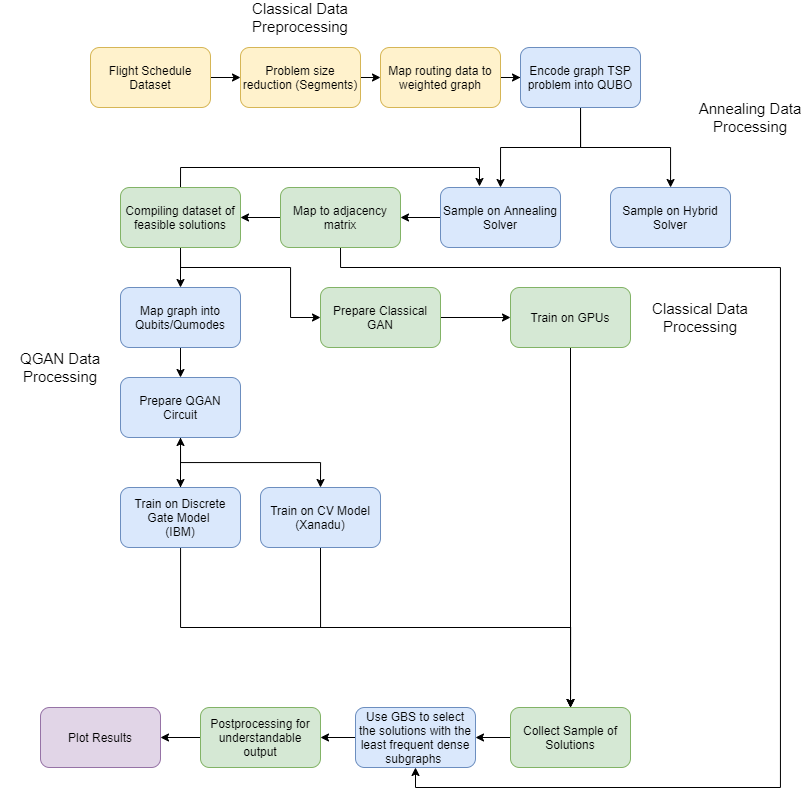 Classical Data
Preprocessing
Flight Schedule
Dataset
Problem size
reduction (Segments)
Map routing data to
weighted graph
Encode graph TSP
problem into QUBO
Annealing Data
Processing
Compiling dataset of
feasible solutions
Map to adjacency
matrix
Sample on Annealing
Solver
Sample on Hybrid
Solver
Map graph into
Qubits/Qumodes
Prepare Classical
GAN
Train on GPUs
Classical Data
Processing
QGAN Data
Processing
Prepare QGAN
Circuit
Train on Discrete
Gate Model
(IBM)
Train on CV Model
(Xanadu)
Plot Results
Postprocessing for
understandable
output
Use GBS to select
the solutions with the
least frequent dense
subgraphs
Collect Sample of
Solutions